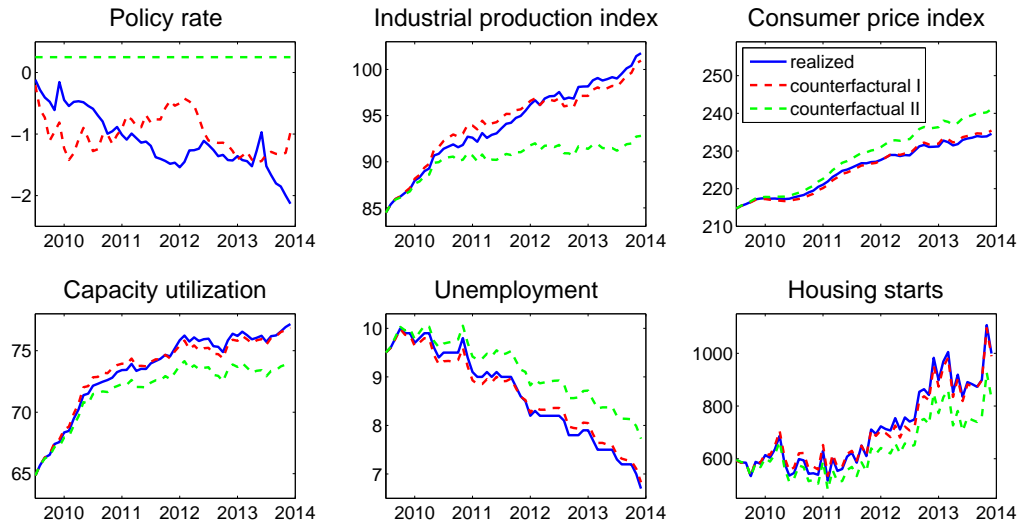 Policy rate
Industrial production index
Consumer price index
0
−1
−2
2010 2011 2012 2013 2014
100
95
90
85
2010 2011 2012 2013 2014
250
240
230
220
210
realized
counterfactural I
counterfactual II
2010 2011 2012 2013 2014
Capacity utilization
Unemployment
Housing starts
75
70
65
2010 2011 2012 2013
10
9
8
7
2010 2011 2012 2013 2014
1000
800
600
2010 2011 2012 2013 2014